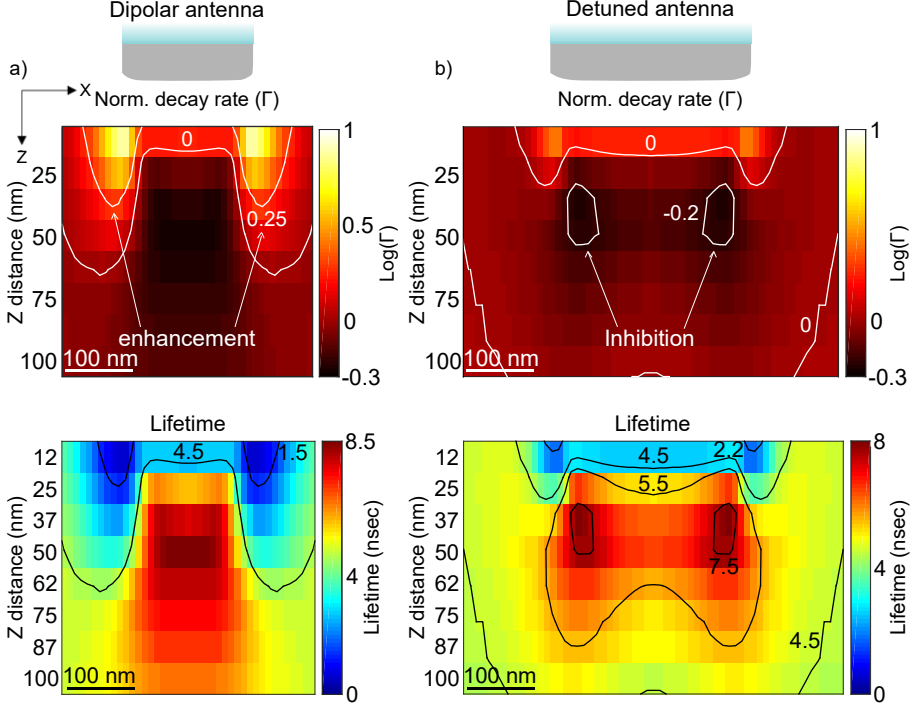 Dipolar antenna
Detuned antenna
a)
X
Z
Norm. decay rate (Γ)
0
0.25
enhancement
100 nm
25
50
75
100
Z distance (nm)
1
0.5
0
-0.3
Log(Γ)
b)
Norm. decay rate (Γ)
0
-0.2
Inhibition
0
100 nm
25
50
75
100
Z distance (nm)
1
0.5
0
-0.3
Log(Γ)
Lifetime
4.5
1.5
100 nm
12
25
37
50
62
75
87
100
Z distance (nm)
8.5
4
0
Lifetime (nsec)
Lifetime
4.5
2.2
5.5
7.5
4.5
100 nm
12
25
37
50
62
75
87
100
Z distance (nm)
8
4
0
Lifetime (nsec)